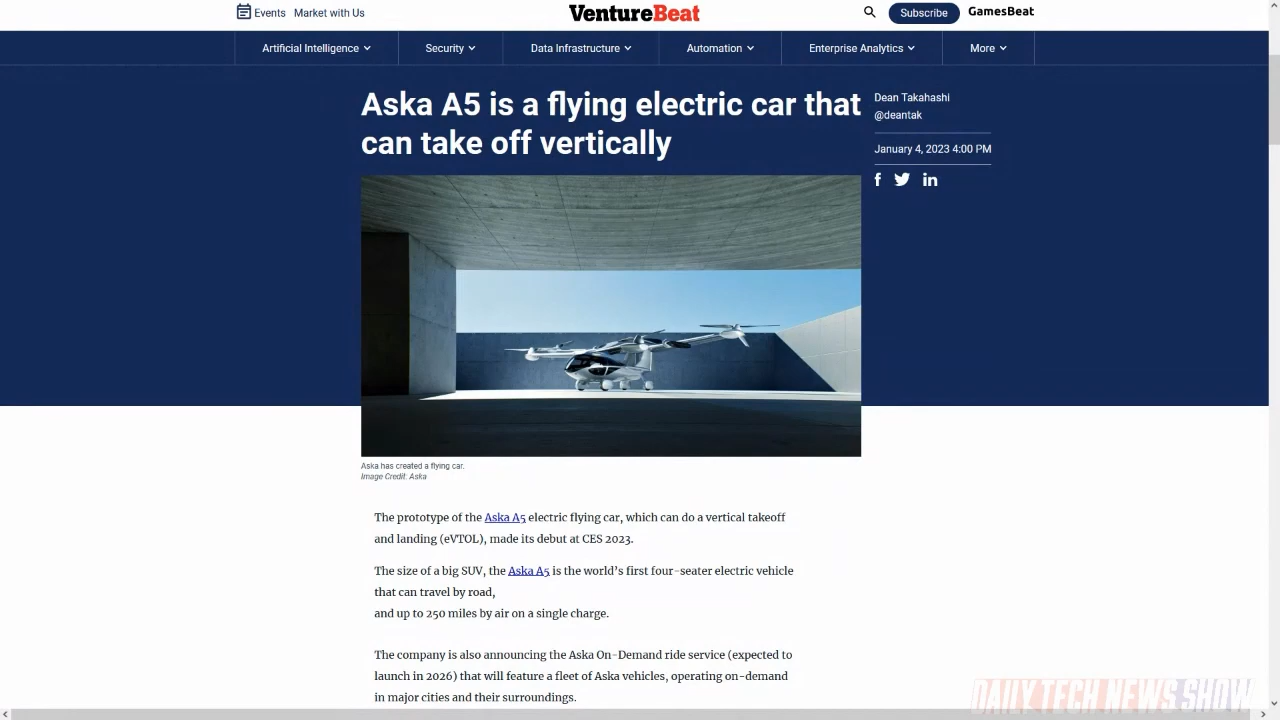 Events Market with Us
VentureBeat
Subscribe
GamesBeat
Artificial Intelligence
Security
Data Infrastructure
Automation
Enterprise Analytics
More
Aska A5 is a flying electric car that
can take off vertically
Dean Takahashi
@deantak
January 4, 2023 4:00 PM
Aska has created a flying car.
Image Credit: Aska
The prototype of the Aska A5 electric flying car, which can do a vertical takeoff
and landing (eVTOL), made its debut at CES 2023.
The size of a big SUV, the Aska A5 is the world's first four-seater electric vehicle
that can travel by road,
and up to 250 miles by air on a single charge.
The company is also announcing the Aska On-Demand ride service (expected to
launch in 2026) that will feature a fleet of Aska vehicles, operating on-demand
in major cities and their surroundings.
DAILY TECH NEWS SHOW